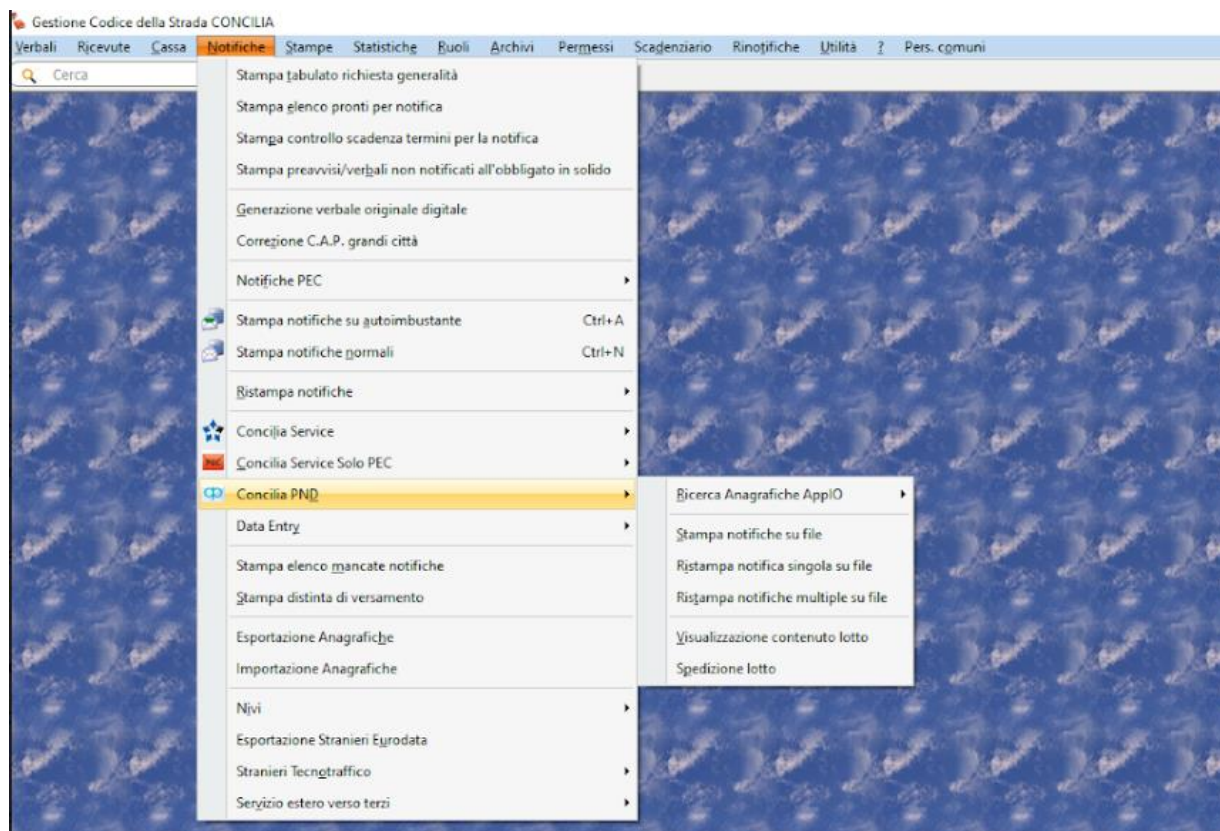 Gestione Codice della Strada CONCILIA
Verbali Ricevute Cassa Notifiche Stampe Statistiche Ruoli Archivi Permessi Scadenziario Rinotifiche Utilità ? Pers. comuni
Cerca
Stampa tabulato richiesta generalità
Stampa elenco pronti per notifica
Stampa controllo scadenza termini per la notifica
Stampa preavvisi/verbali non notificati all'obbligato in solido
Generazione verbale originale digitale
Correzione C.A.P. grandi città
Notifiche PEC
Stampa notifiche su autoimbustante Ctrl+A
Stampa notifiche normali Ctrl+N
Ristampa notifiche
Concilia Service
PEC Concilia Service Solo PEC
Concilia PND
Data Entry
Stampa elenco mancate notifiche
Stampa distinta di versamento
Esportazione Anagrafiche
Importazione Anagrafiche
Nivi
Esportazione Stranieri Eurodata
Stranieri Tecnotraffico
Servizio estero verso terzi
Ricerca Anagrafiche AppIO
Stampa notifiche su file
Ristampa notifica singola su file
Ristampa notifiche multiple su file
Visualizzazione contenuto lotto
Spedizione lotto